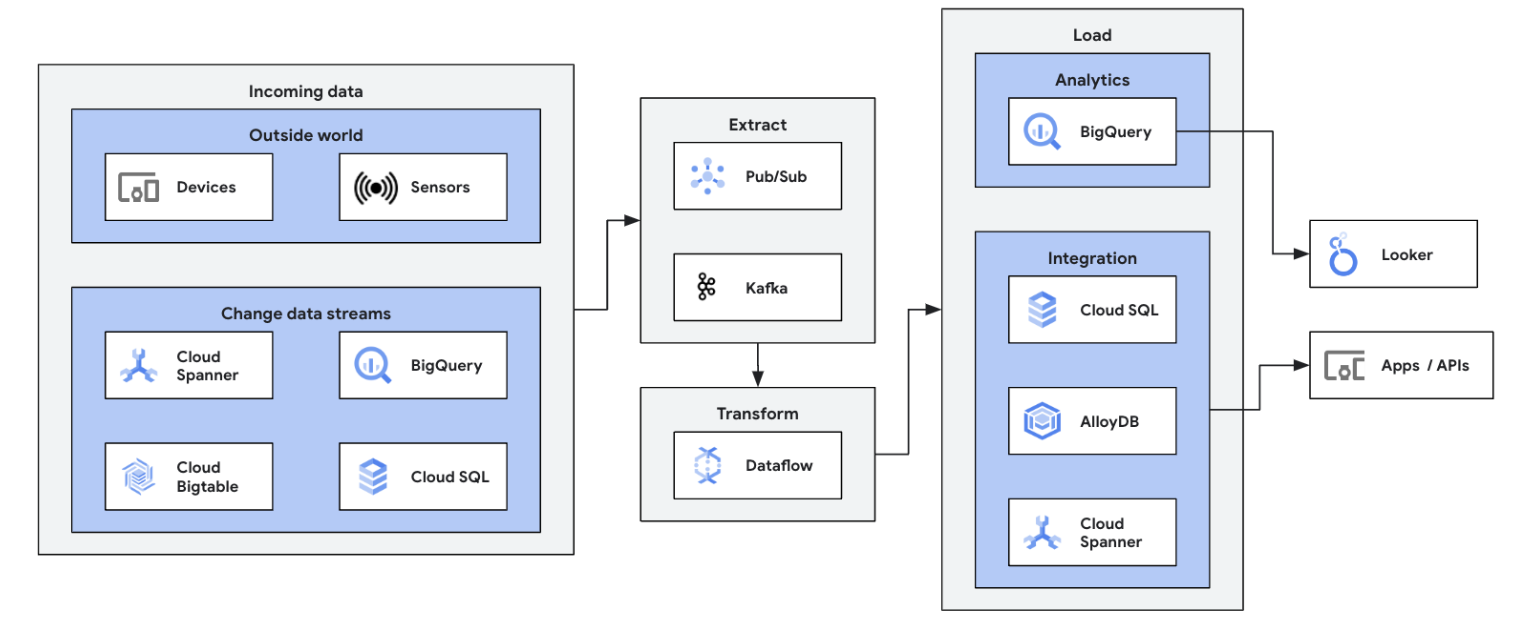 Incoming data
Outside world
Devices
Sensors
Change data streams
Cloud
Spanner
BigQuery
Cloud
Bigtable
Cloud SQL
Extract
Pub/Sub
Kafka
Transform
Dataflow
Load
Analytics
BigQuery
Integration
Cloud SQL
AlloyDB
Cloud
Spanner
Looker
Apps / APIs